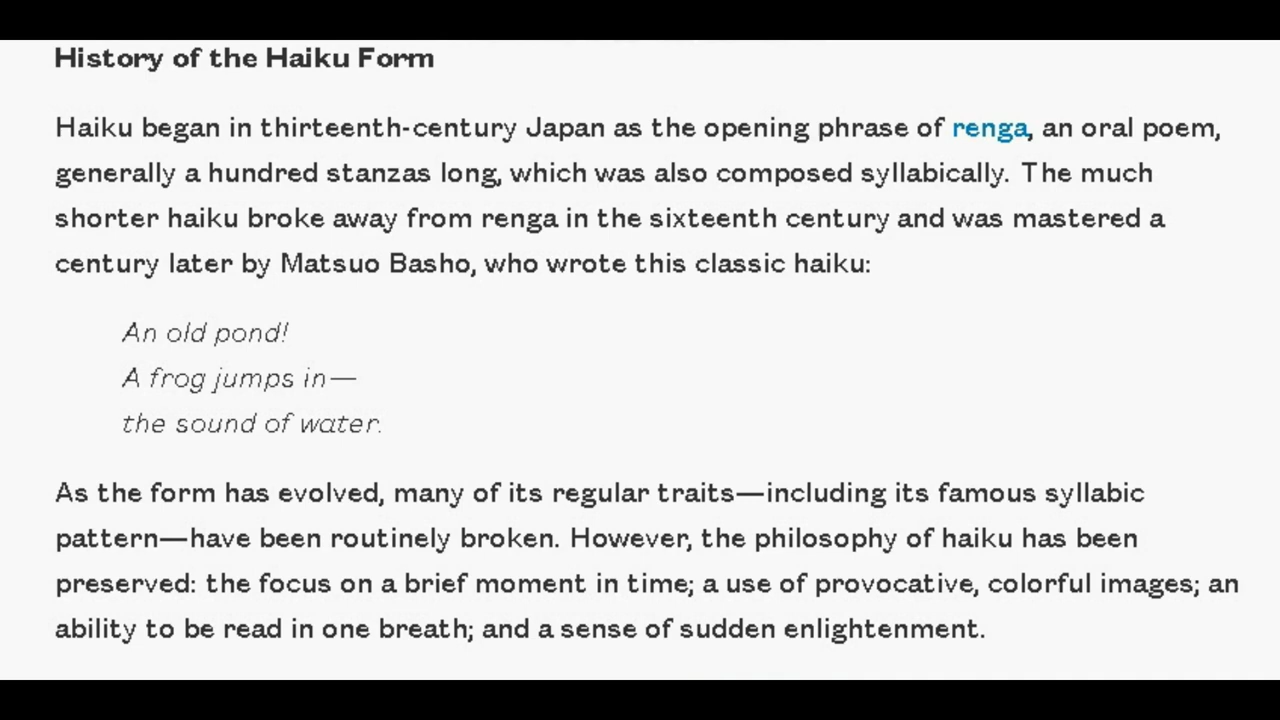 History of the Haiku Form
Haiku began in thirteenth-century Japan as the opening phrase of renga, an oral poem,
generally a hundred stanzas long, which was also composed syllabically. The much
shorter haiku broke away from renga in the sixteenth century and was mastered a
century later by Matsuo Basho, who wrote this classic haiku:
An old pond!
A frog jumps in—
the sound of water.
As the form has evolved, many of its regular traits—including its famous syllabic
pattern—have been routinely broken. However, the philosophy of haiku has been
preserved: the focus on a brief moment in time; a use of provocative, colorful images; an
ability to be read in one breath; and a sense of sudden enlightenment.